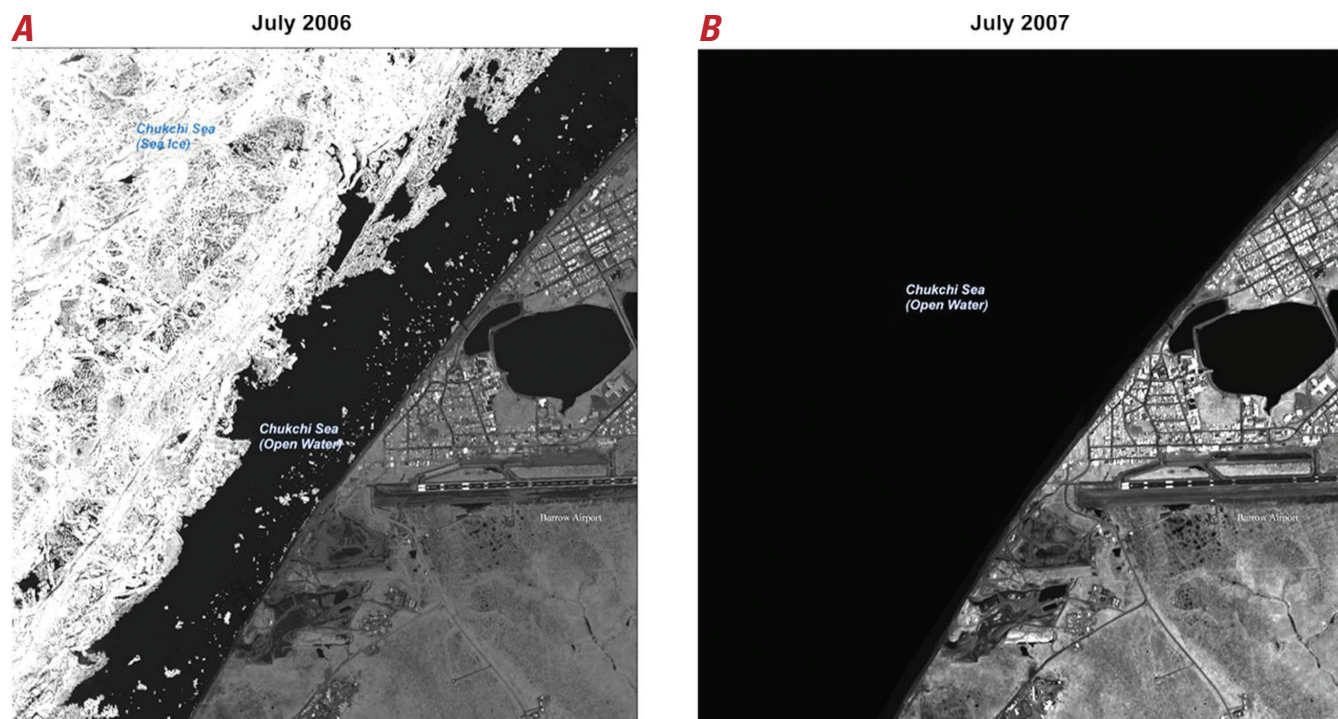 A
July 2006
Chukchi Sea
(Sea Ice)
Chukchi Sea
(Open Water)
Barrow Airport
B
July 2007
Chukchi Sea
(Open Water)
Barrow Airport